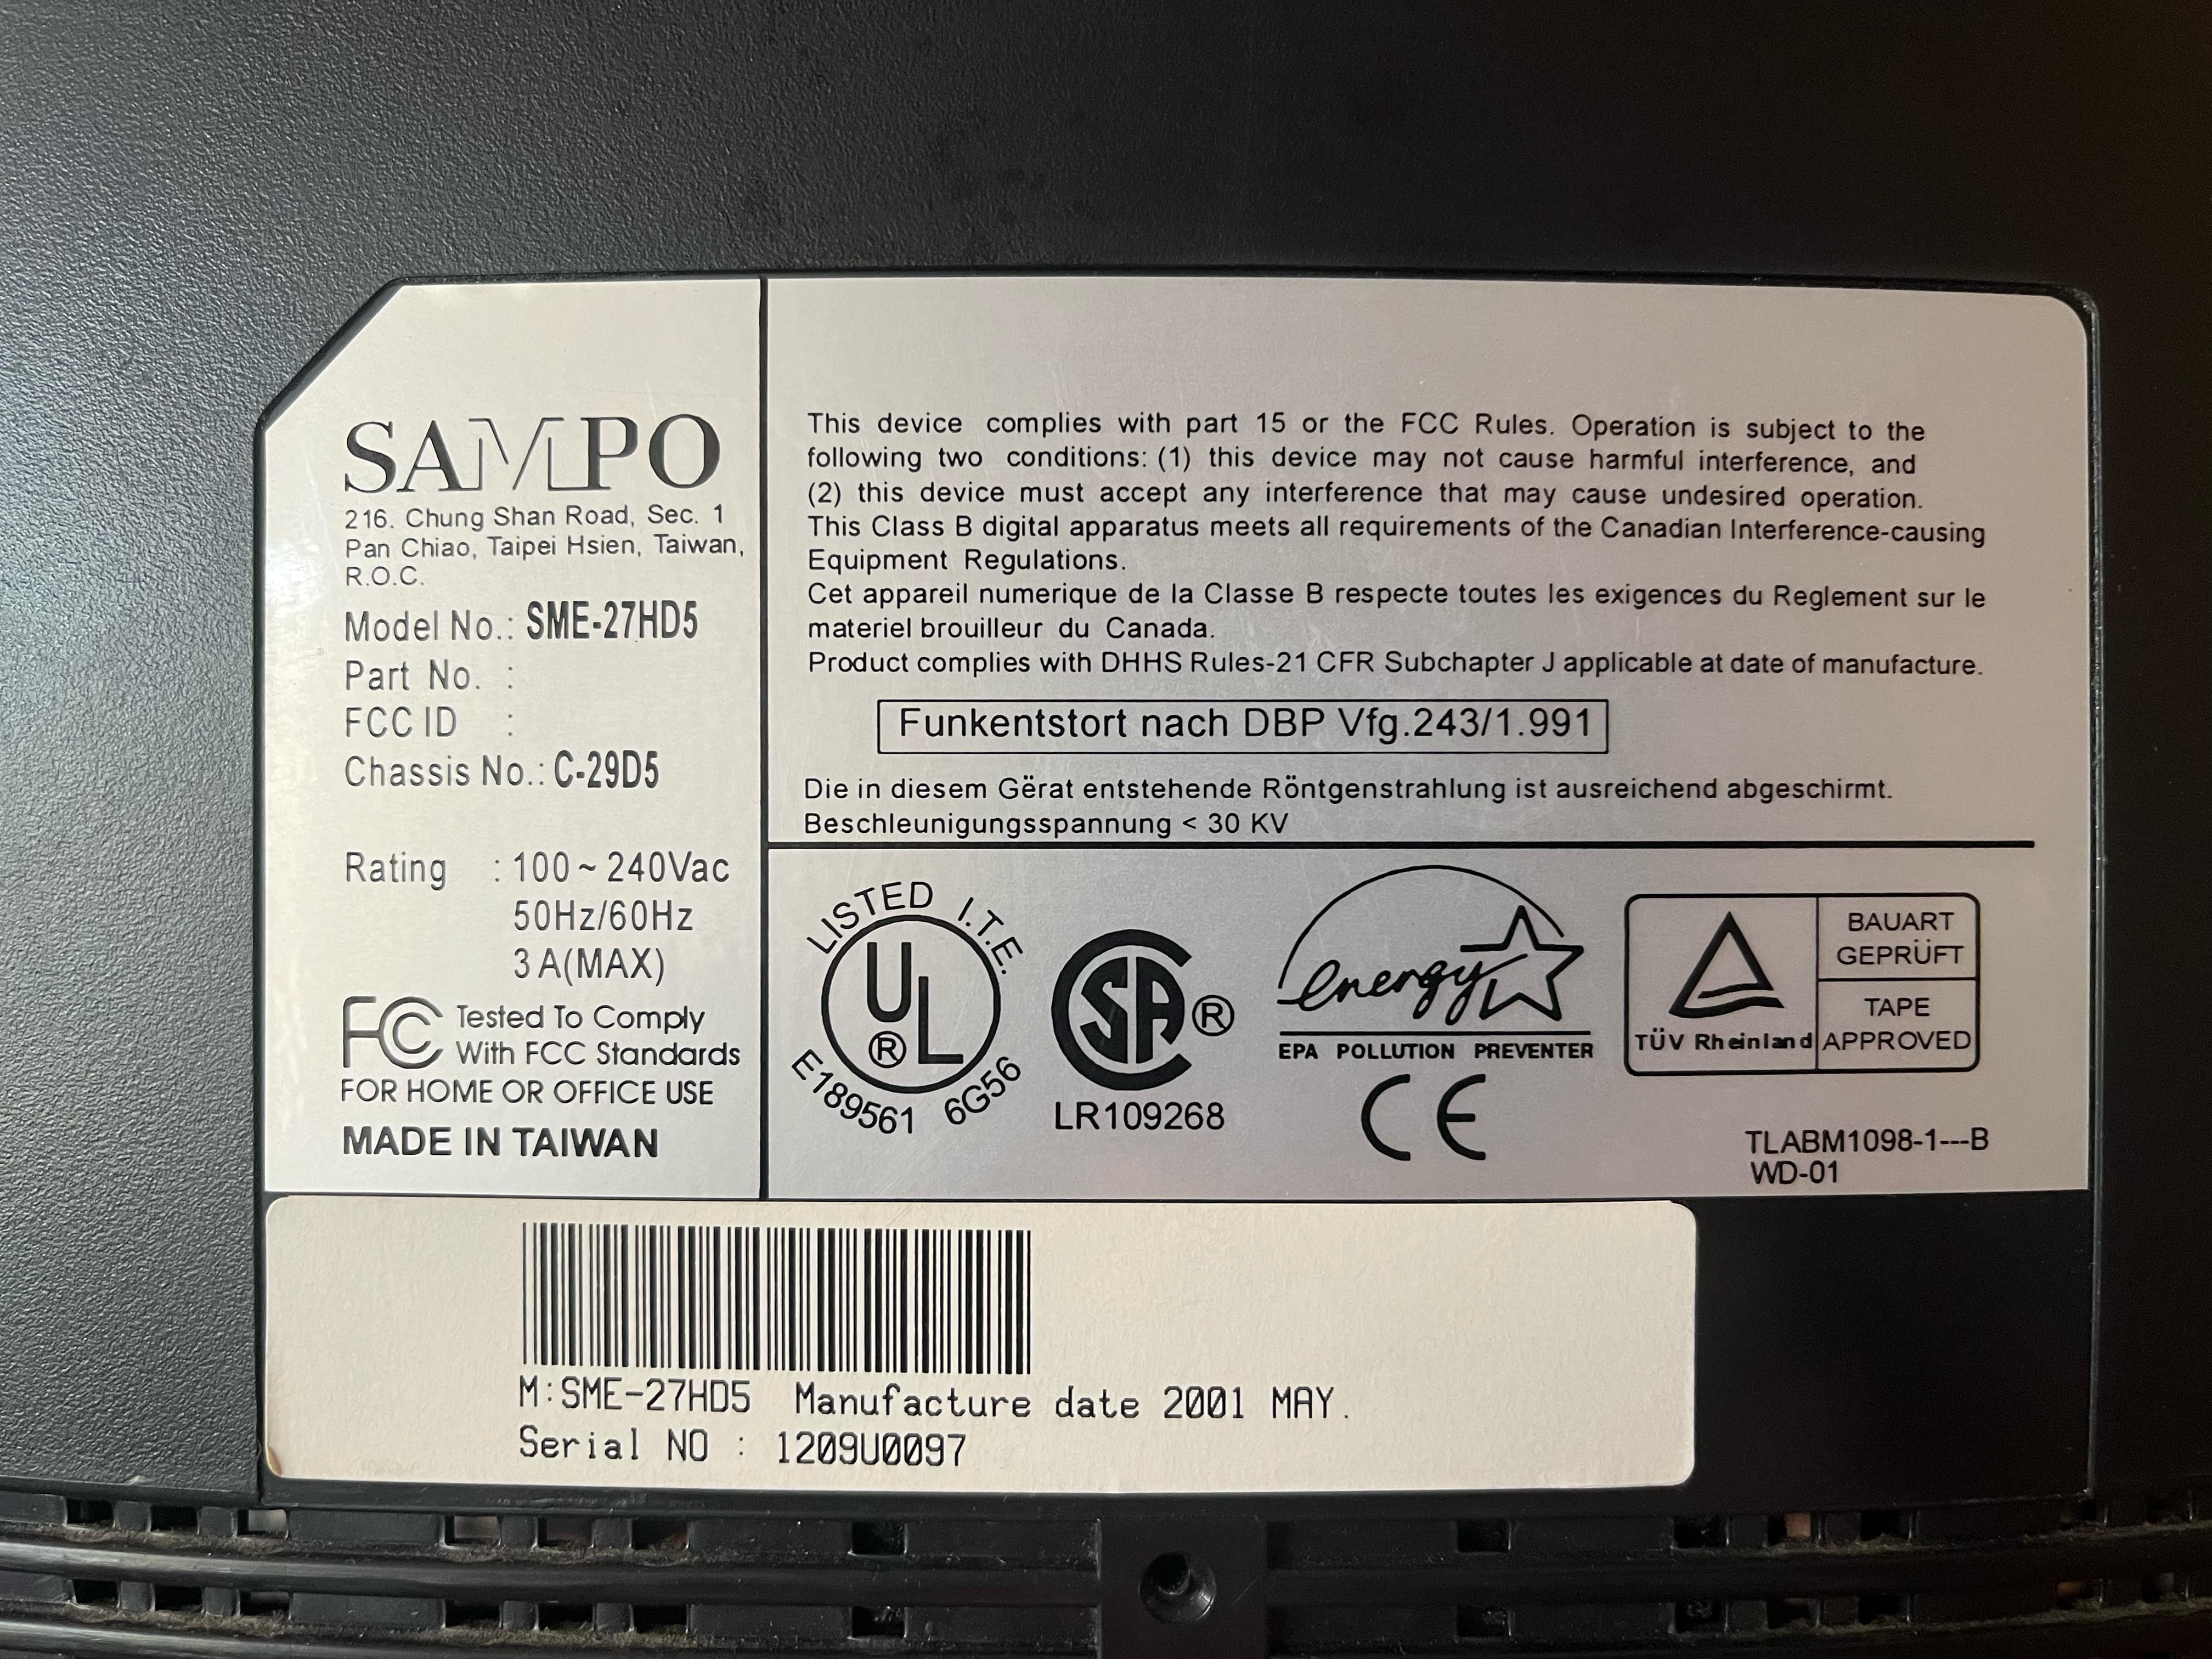 SAMPO
216. Chung Shan Road, Sec. 1
Pan Chiao, Taipei Hsien, Taiwan,
R.O.C.
Model No.: SME-27HD5
Part No. :
FCC ID :
Chassis No.: C-29D5
Rating : 100 ~ 240Vac
50Hz/60Hz
3 A(MAX)
FC Tested To Comply
With FCC Standards
FOR HOME OR OFFICE USE
MADE IN TAIWAN
This device complies with part 15 or the FCC Rules. Operation is subject to the
following two conditions: (1) this device may not cause harmful interference, and
(2) this device must accept any interference that may cause undesired operation.
This Class B digital apparatus meets all requirements of the Canadian Interference-causing
Equipment Regulations.
Cet appareil numerique de la Classe B respecte toutes les exigences du Reglement sur le
materiel brouilleur du Canada.
Product complies with DHHS Rules-21 CFR Subchapter J applicable at date of manufacture.
Funkentstort nach DBP Vfg.243/1.991
Die in diesem Gërat entstehende Röntgenstrahlung ist ausreichend abgeschirmt.
Beschleunigungsspannung < 30 KV
LISTED I.T.E.
UL ®
E189561 6G56
SA ®
LR109268
energy
EPA POLLUTION PREVENTER
CE
TÜV Rheinland
BAUART
GEPRÜFT
TAPE
APPROVED
TLABM1098-1---B
WD-01
M:SME-27HD5 Manufacture date 2001 MAY.
Serial NO : 1209U0097